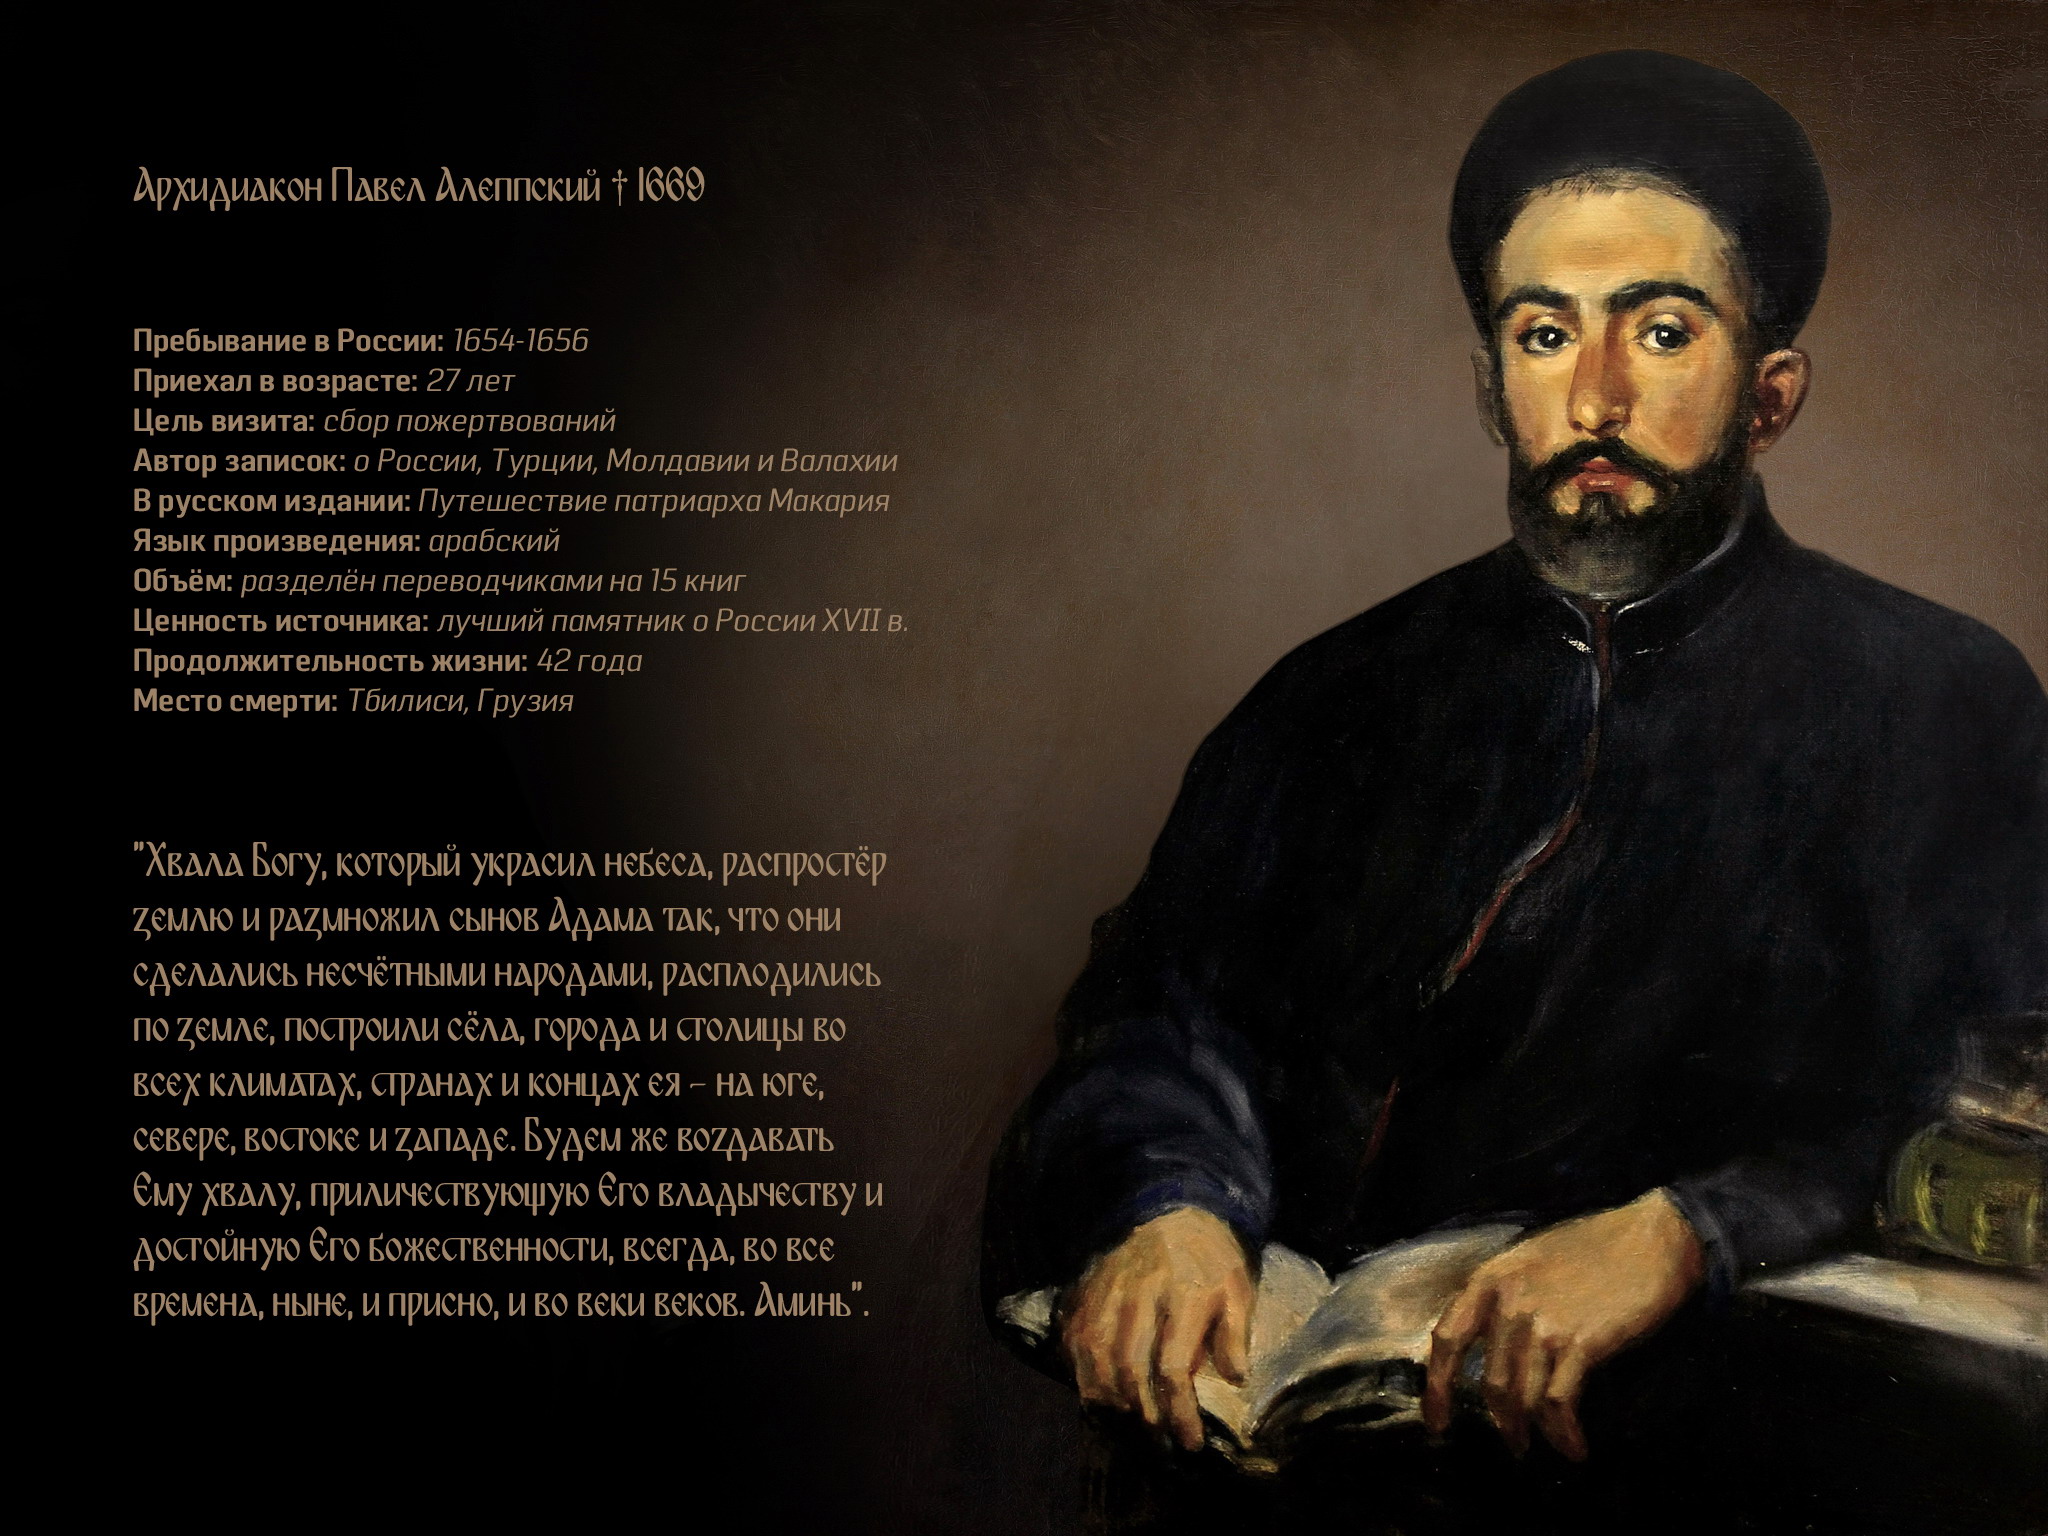 Архидиакон Павел Алеппский † 1669
Пребывание в России: 1654-1656
Приехал в возрасте: 27 лет
Цель визита: сбор пожертвований
Автор записок: о России, Турции, Молдавии и Валахии
В русском издании: Путешествие патриарха Макария
Язык произведения: арабский
Объём: разделён переводчиками на 15 книг
Ценность источника: лучший памятник о России XVII в.
Продолжительность жизни: 42 года
Место смерти: Тбилиси, Грузия
"Хвала Богу, который украсил небеса, распростёр
землю и размножил сынов Адама так, что они
сделались несчётными народами, расплодились
по земле, построили сёла, города и столицы во
всех климатах, странах и концах ея – на юге,
севере, востоке и западе. Будем же воздавать
Ему хвалу, приличествующую Его владычеству и
достойную Его божественности, всегда, во все
времена, ныне, и присно, и во веки веков. Аминь".